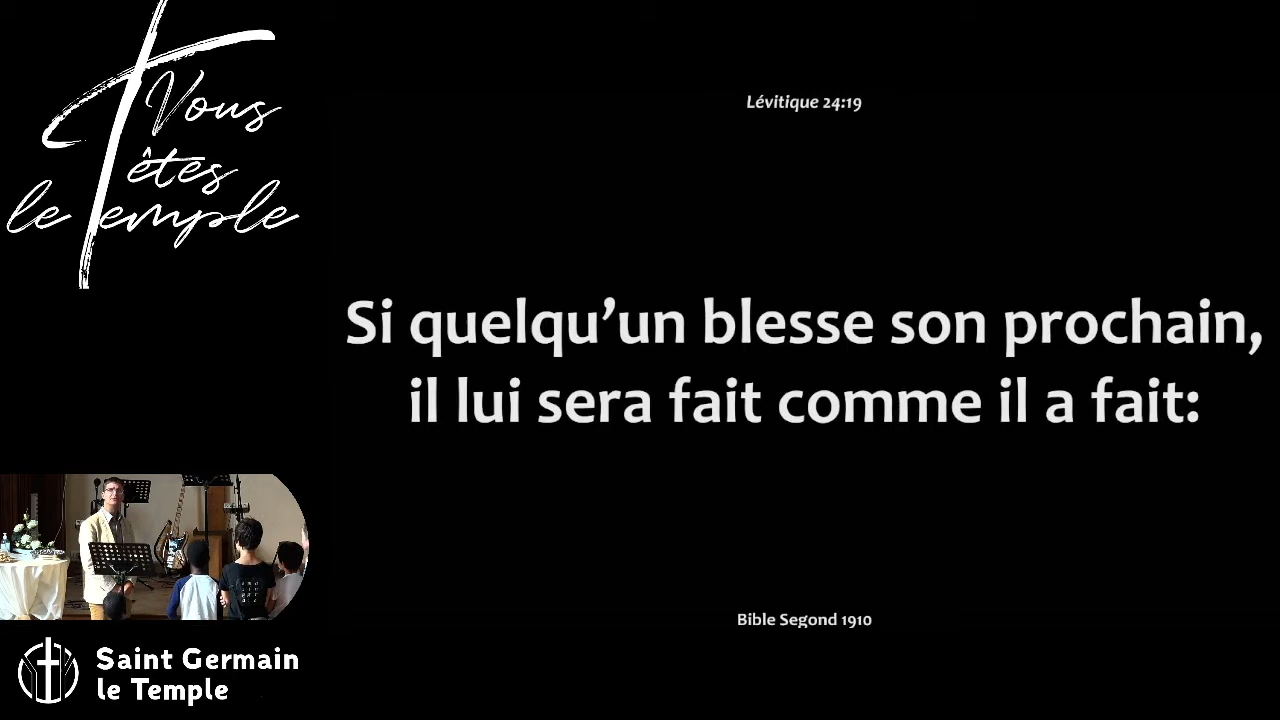 Vous
êtes
le Temple
Lévitique 24:19
Si quelqu’un blesse son prochain,
il lui sera fait comme il a fait:
Bible Segond 1910
Saint Germain
le Temple